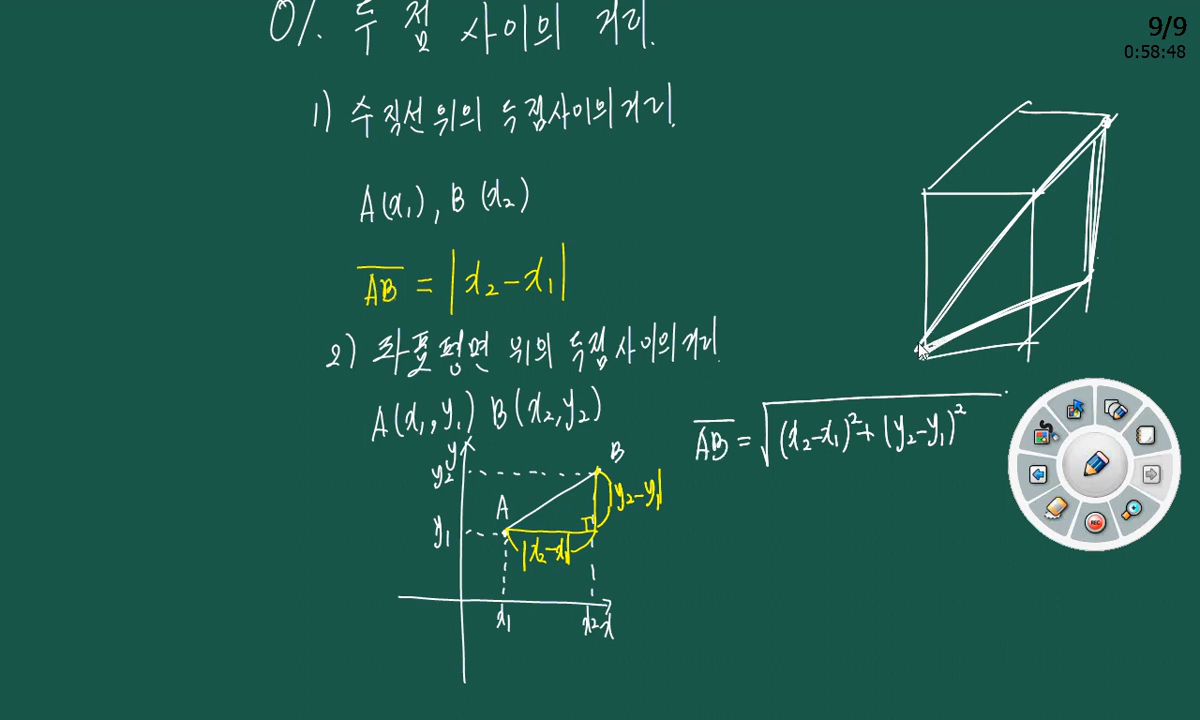 01. 두 점 사이의 거리.
9/9
0:58:48
1) 수직선 위의 두점사이의 거리.
A(x₁), B(x₂)
AB̅ = |x₂-x₁|
2) 좌표평면 위의 두점 사이의 거리.
A(x₁, y₁) B(x₂, y₂)
AB̅ = √(x₂-x₁)²+(y₂-y₁)²
y
B
y₂
|y₂-y₁|
A
y₁
|x₂-x₁|
x₁
x₂
x
REC